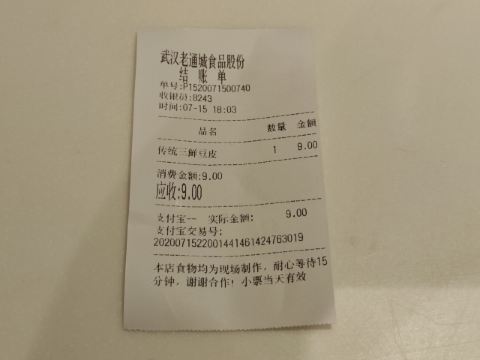 武汉老通城食品股份
结 账 单
单号:P1520071500740
收银员:8243
时间:07-15 18:03
品名 数量 金额
传统三鲜豆皮 1 9.00
消费金额:9.00
应收:9.00
支付宝-- 实际金额: 9.00
支付宝交易号:
2020071522001441461424763019
本店食物均为现场制作，耐心等待15
分钟，谢谢合作！小票当天有效